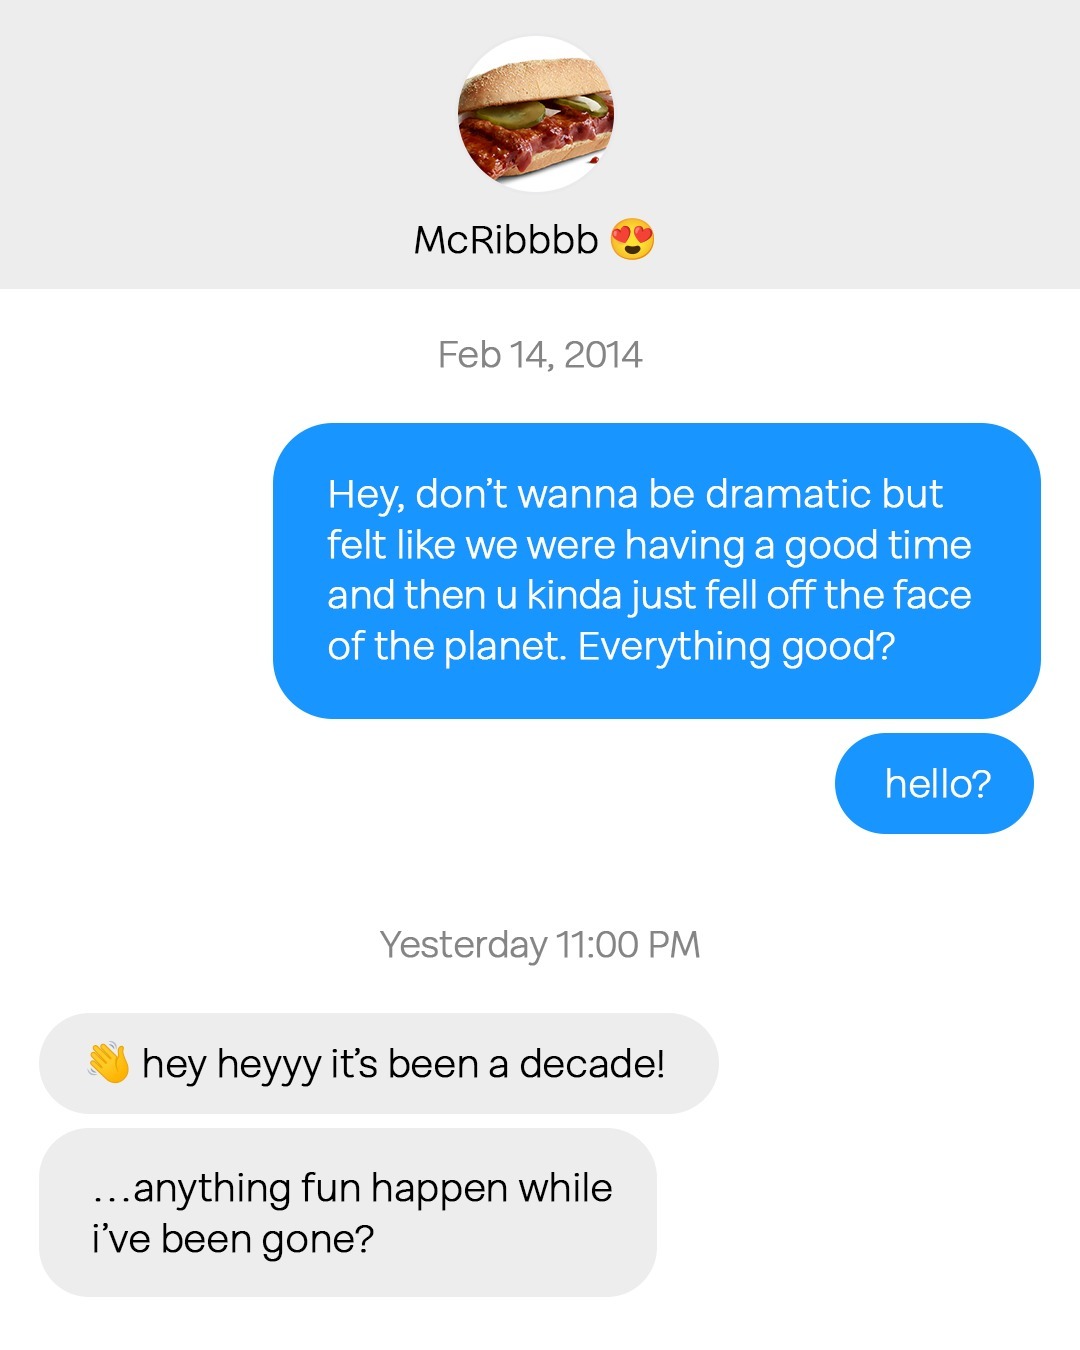 McRibbbb 😍
Feb 14, 2014
Hey, don’t wanna be dramatic but
felt like we were having a good time
and then u kinda just fell off the face
of the planet. Everything good?
hello?
Yesterday 11:00 PM
👋 hey heyyy it’s been a decade!
...anything fun happen while
i’ve been gone?